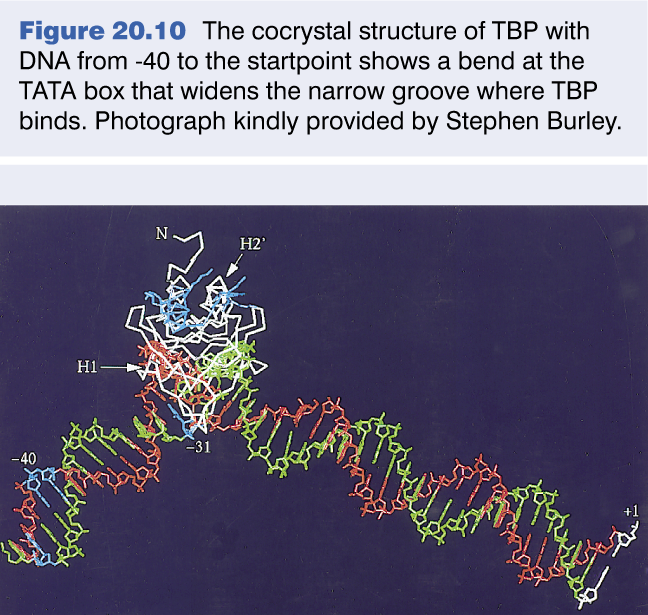 Figure 20.10 The cocrystal structure of TBP with
DNA from -40 to the startpoint shows a bend at the
TATA box that widens the narrow groove where TBP
binds. Photograph kindly provided by Stephen Burley.
N
H2'
H1
-31
-40
+1